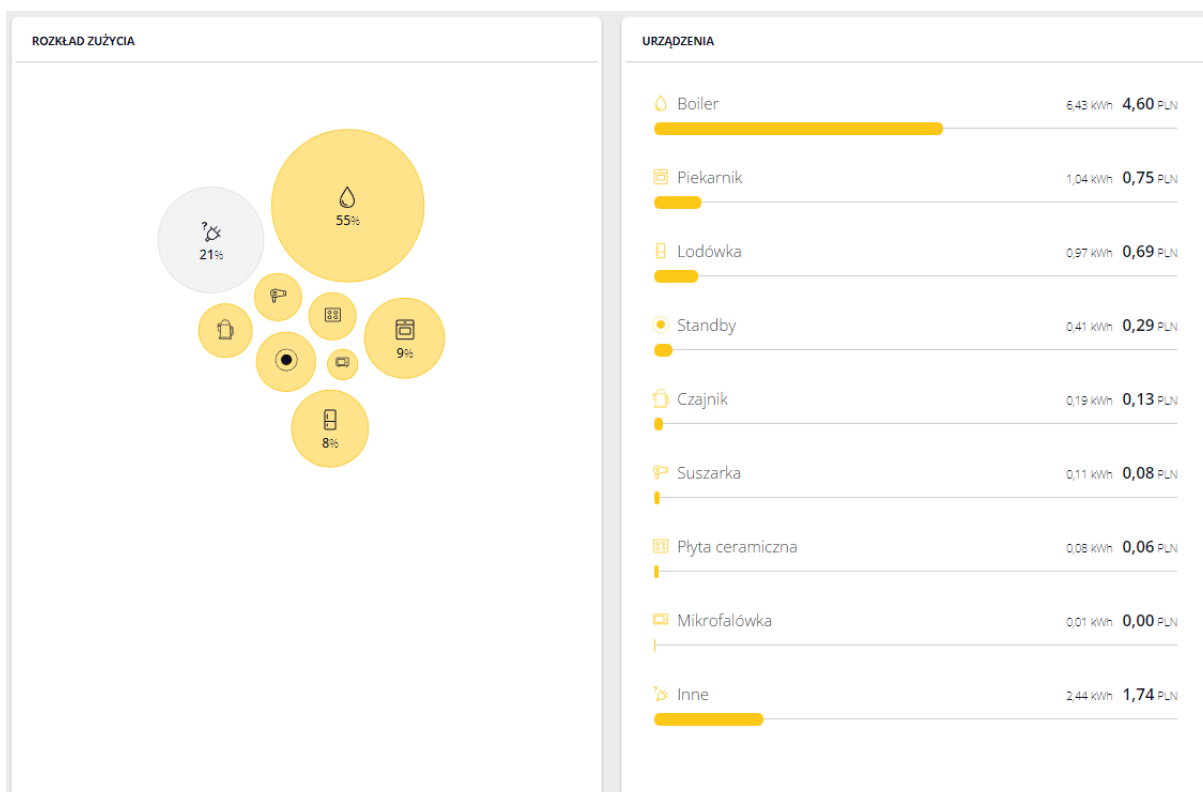 ROZKŁAD ZUŻYCIA
55%
?
21%
9%
8%
URZĄDZENIA
Boiler 6,43 kWh 4,60 PLN
Piekarnik 1,04 kWh 0,75 PLN
Lodówka 0,97 kWh 0,69 PLN
Standby 0,41 kWh 0,29 PLN
Czajnik 0,19 kWh 0,13 PLN
Suszarka 0,11 kWh 0,08 PLN
Płyta ceramiczna 0,08 kWh 0,06 PLN
Mikrofalówka 0,01 kWh 0,00 PLN
? Inne 2,44 kWh 1,74 PLN